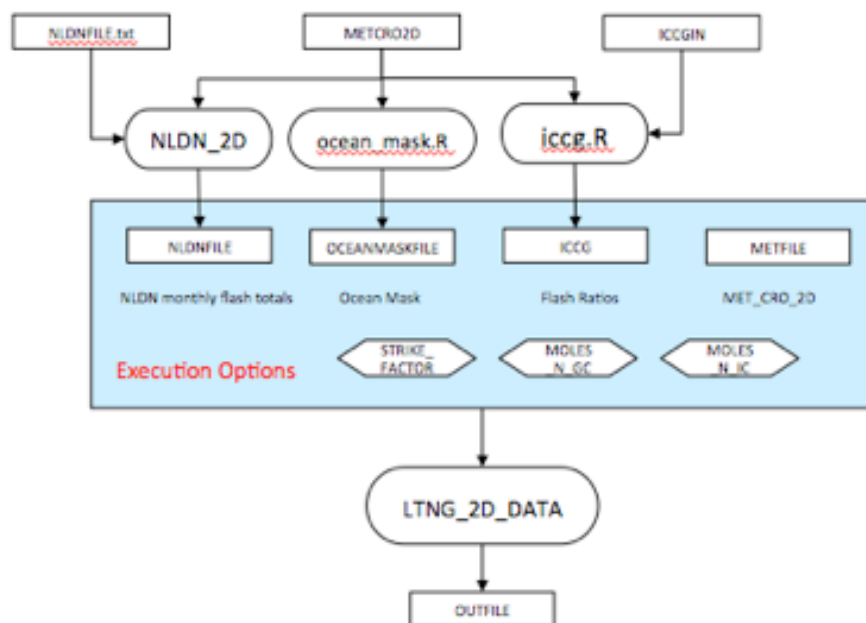 NLDNFILE.txt
METCRO2D
ICCGIN
NLDN_2D
ocean_mask.R
iccg.R
NLDNFILE
OCEANMASKFILE
ICCG
METFILE
NLDN monthly flash totals
Ocean Mask
Flash Ratios
MET_CRO_2D
Execution Options
STRIKE_
FACTOR
MOLES
_N_GC
MOLES
_N_IC
LTNG_2D_DATA
OUTFILE